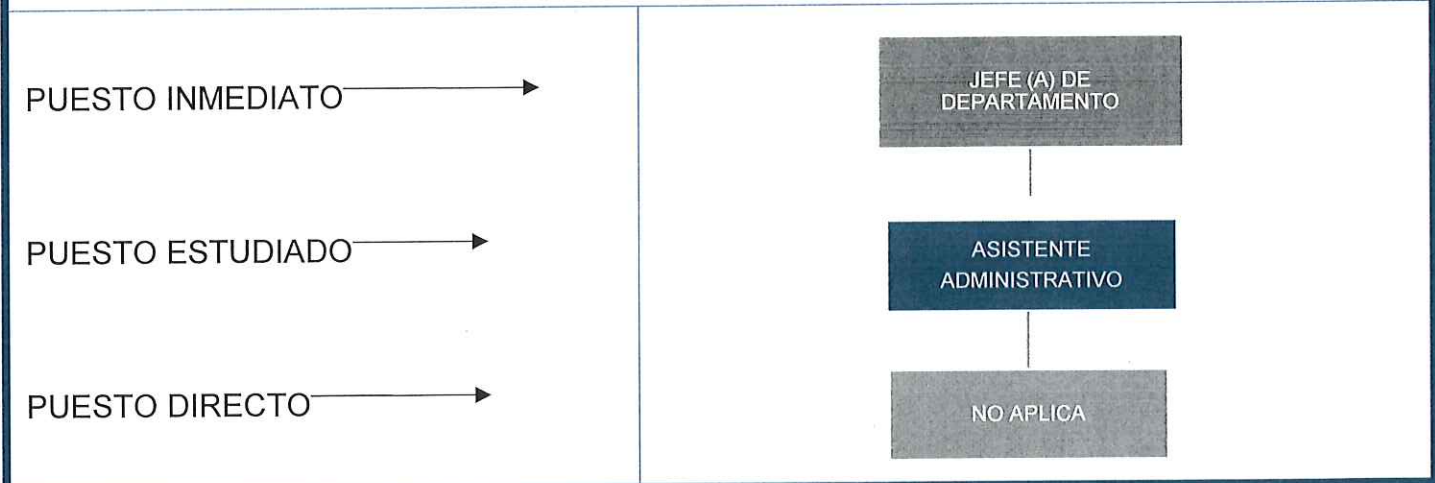 PUESTO INMEDIATO
JEFE (A) DE
DEPARTAMENTO
PUESTO ESTUDIADO
ASISTENTE
ADMINISTRATIVO
PUESTO DIRECTO
NO APLICA